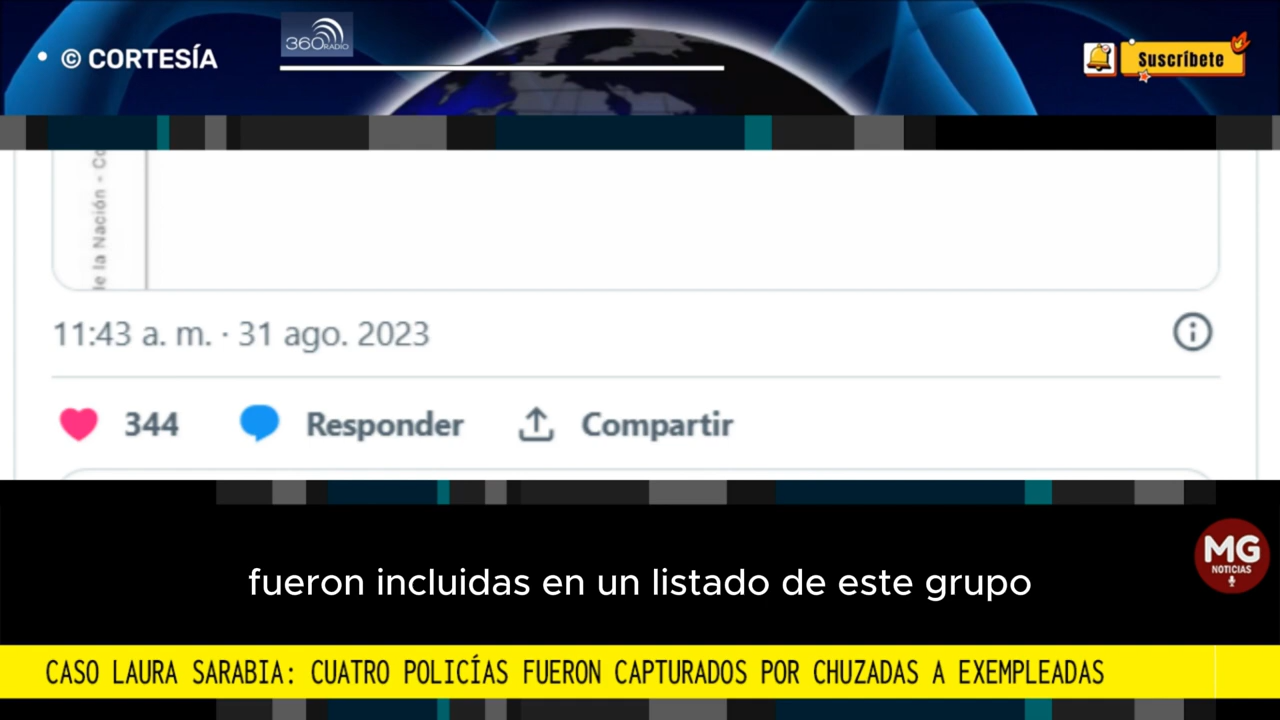 © CORTESÍA
360 RADIO
Suscríbete
de la Nación - Co
11:43 a. m. · 31 ago. 2023
344 Responder Compartir
fueron incluidas en un listado de este grupo
MG
NOTICIAS
CASO LAURA SARABIA: CUATRO POLICÍAS FUERON CAPTURADOS POR CHUZADAS A EXEMPLEADAS